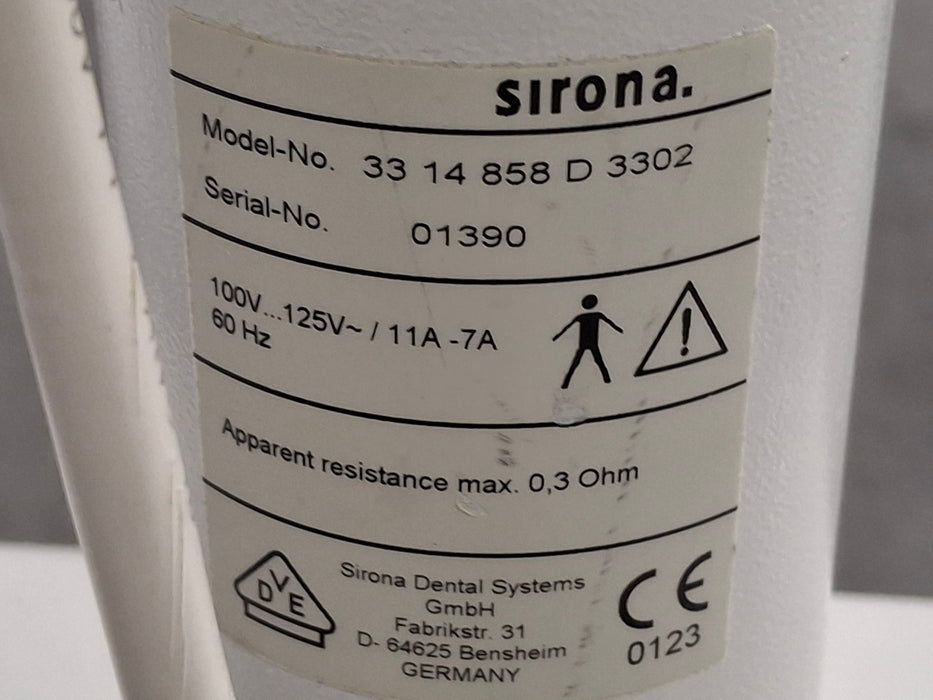 sırona.
Model-No. 33 14 858 D 3302
Serial-No. 01390
100V...125V~ / 11A -7A
60 Hz
Apparent resistance max. 0,3 Ohm
DVE
Sirona Dental Systems
GmbH
Fabrikstr. 31
D- 64625 Bensheim
GERMANY
CE
0123